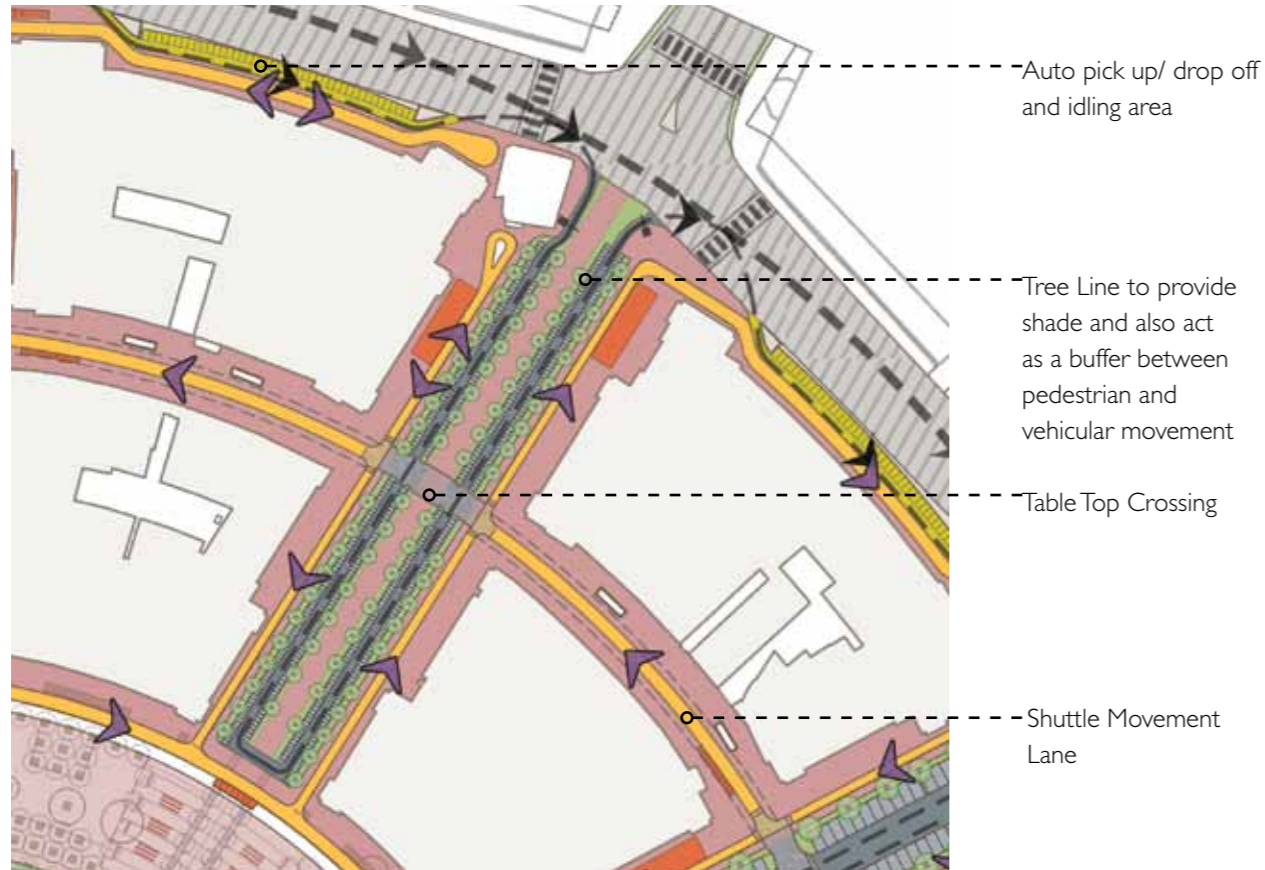 Auto pick up/ drop off
and idling area
Tree Line to provide
shade and also act
as a buffer between
pedestrian and
vehicular movement
Table Top Crossing
Shuttle Movement
Lane